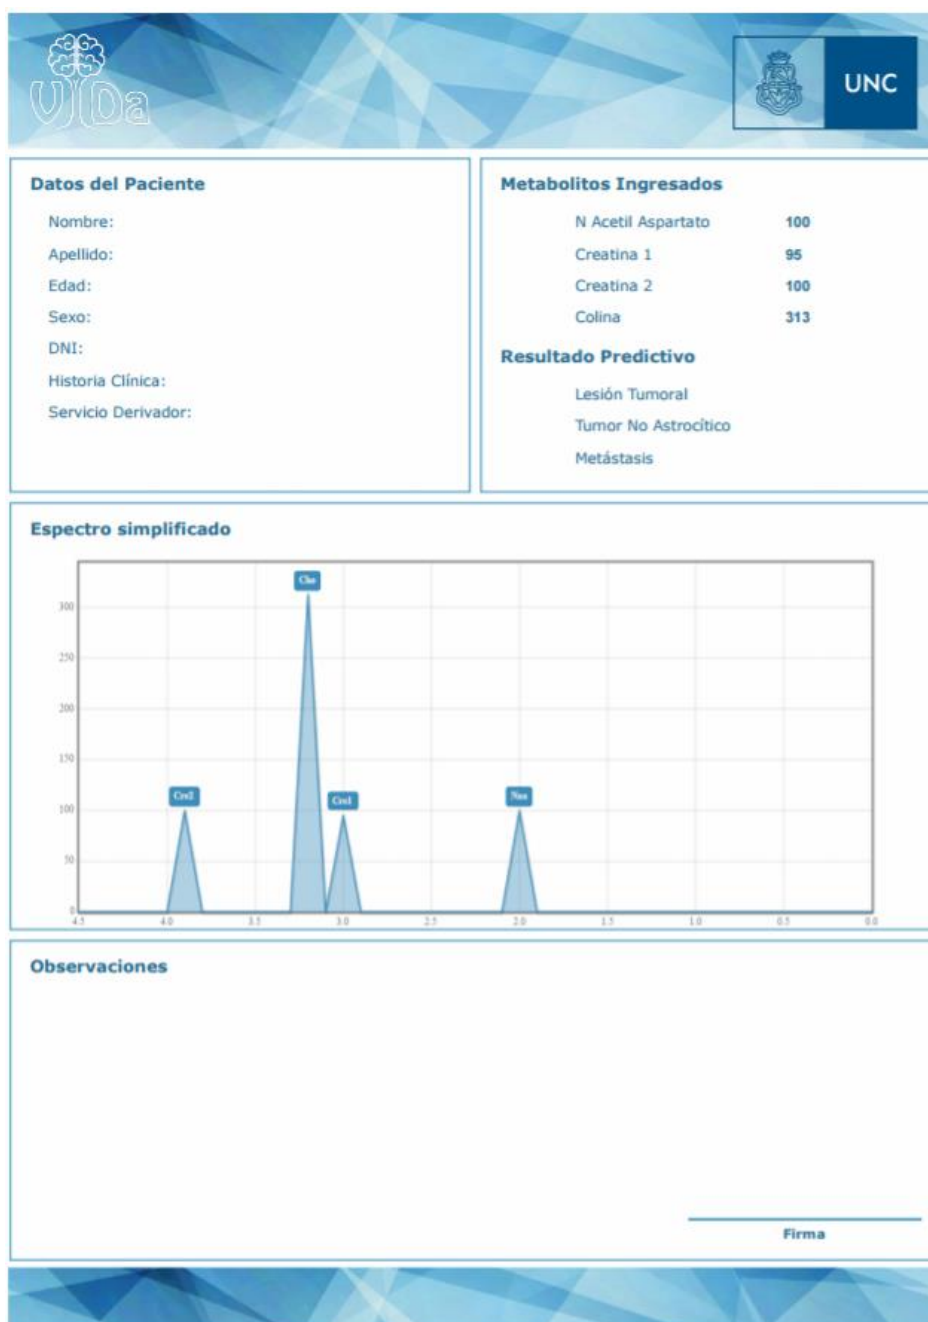 VIDa
UNC
Datos del Paciente
Nombre:
Apellido:
Edad:
Sexo:
DNI:
Historia Clínica:
Servicio Derivador:
Metabolitos Ingresados
N Acetil Aspartato 100
Creatina 1 95
Creatina 2 100
Colina 313
Resultado Predictivo
Lesión Tumoral
Tumor No Astrocítico
Metástasis
Espectro simplificado
Cho
300
250
200
150
Cre2
Cre1
Naa
100
50
0
4.5 4.0 3.5 3.0 2.5 2.0 1.5 1.0 0.5 0.0
Observaciones
Firma